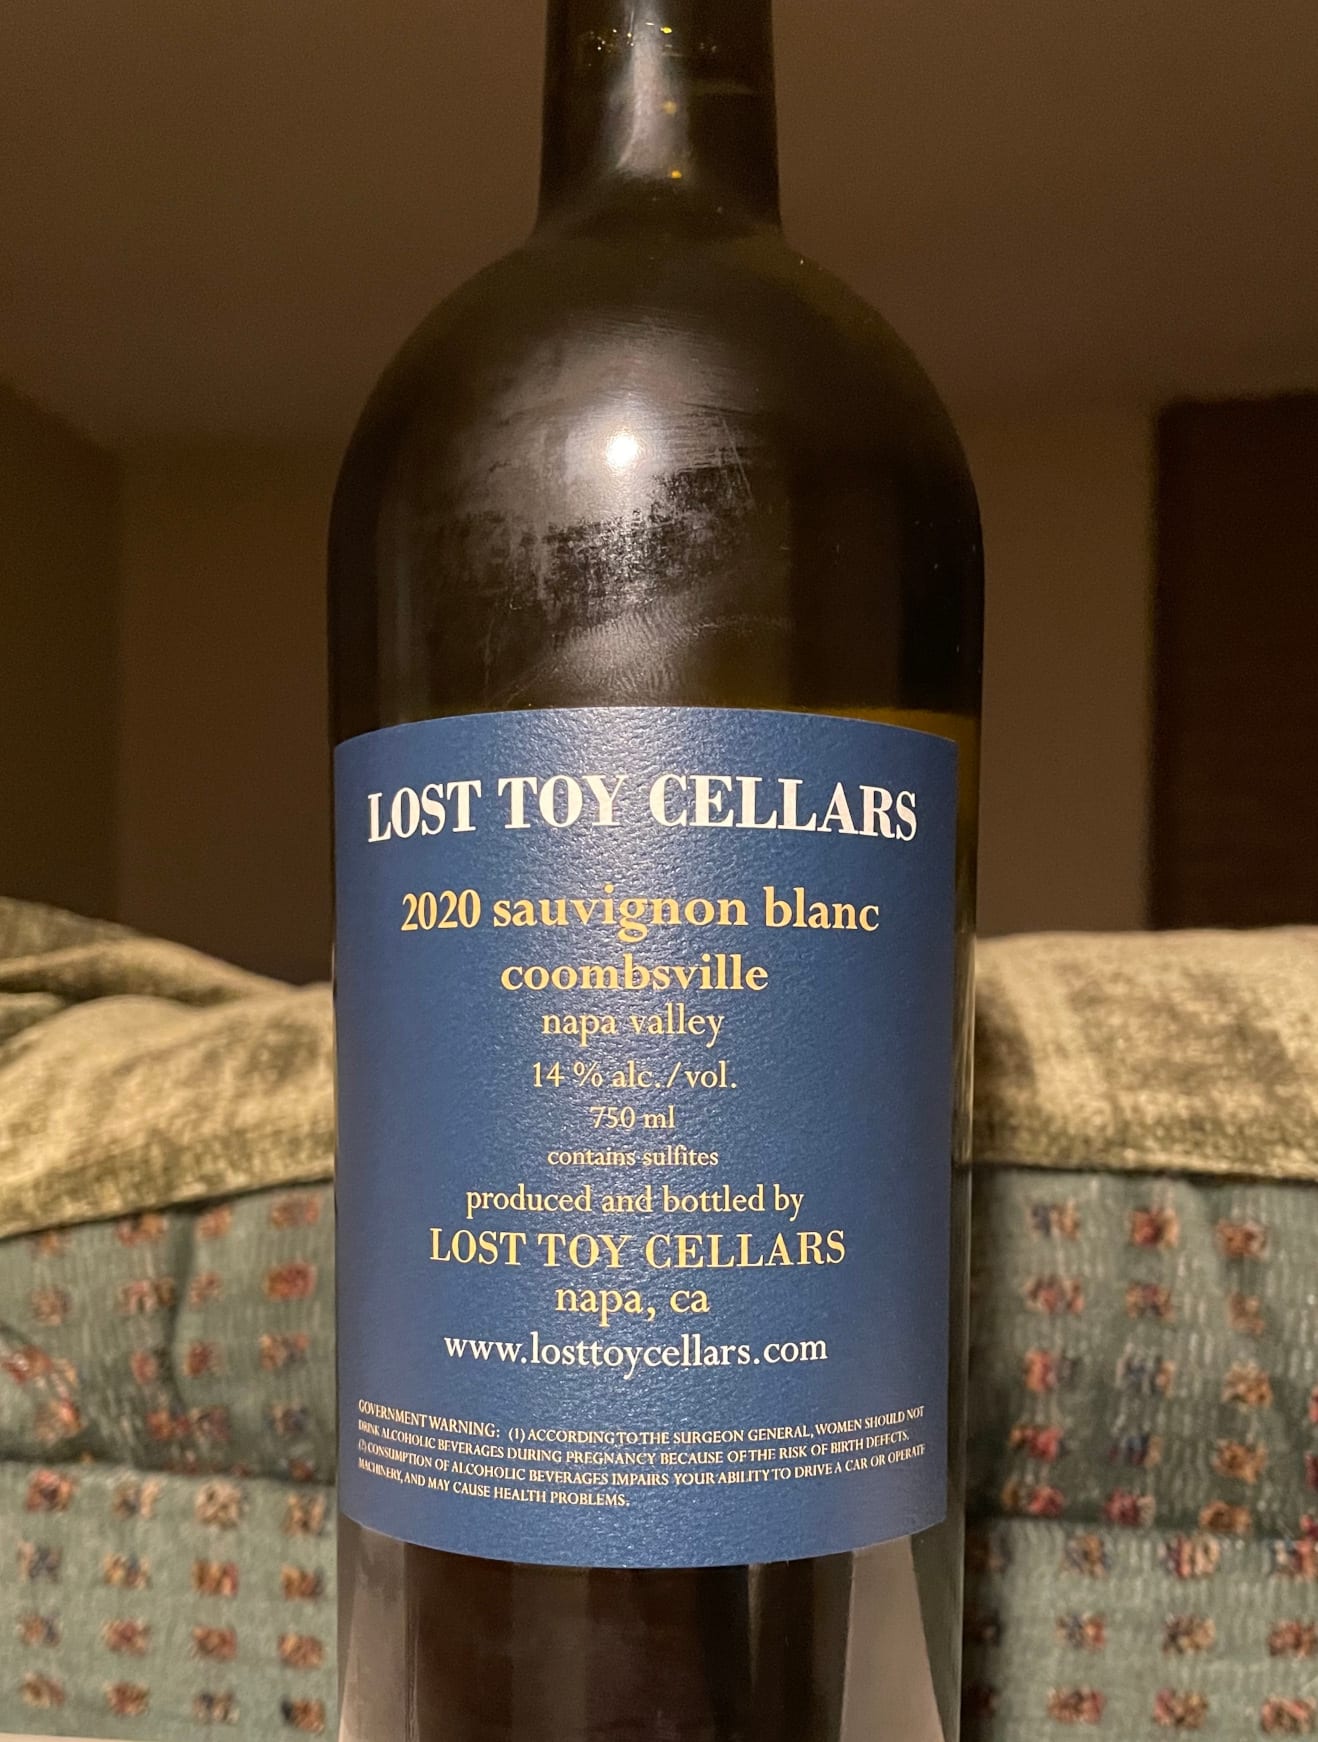 LOST TOY CELLARS
2020 sauvignon blanc
coombsville
napa valley
14 % alc./vol.
750 ml
contains sulfites
produced and bottled by
LOST TOY CELLARS
napa, ca
www.losttoycellars.com
GOVERNMENT WARNING: (1) ACCORDING TO THE SURGEON GENERAL, WOMEN SHOULD NOT
DRINK ALCOHOLIC BEVERAGES DURING PREGNANCY BECAUSE OF THE RISK OF BIRTH DEFECTS.
(2) CONSUMPTION OF ALCOHOLIC BEVERAGES IMPAIRS YOUR ABILITY TO DRIVE A CAR OR OPERATE
MACHINERY, AND MAY CAUSE HEALTH PROBLEMS.